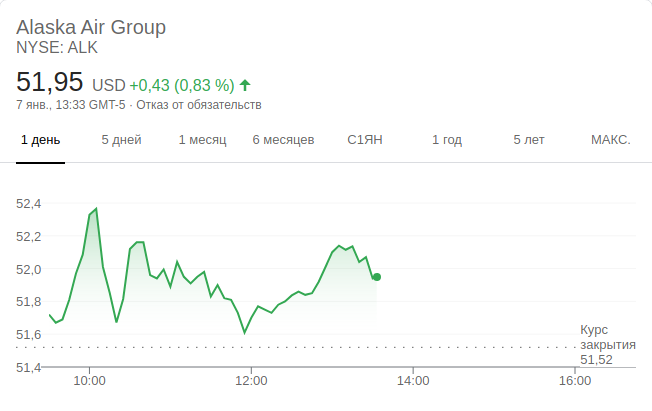 Alaska Air Group
NYSE: ALK
51,95 USD +0,43 (0,83 %)
7 янв., 13:33 GMT-5 · Отказ от обязательств
1 день 5 дней 1 месяц 6 месяцев С1ЯН 1 год 5 лет МАКС.
52,4
52,2
52,0
51,8
51,6
51,4
Курс
закрытия
51,52
10:00 12:00 14:00 16:00